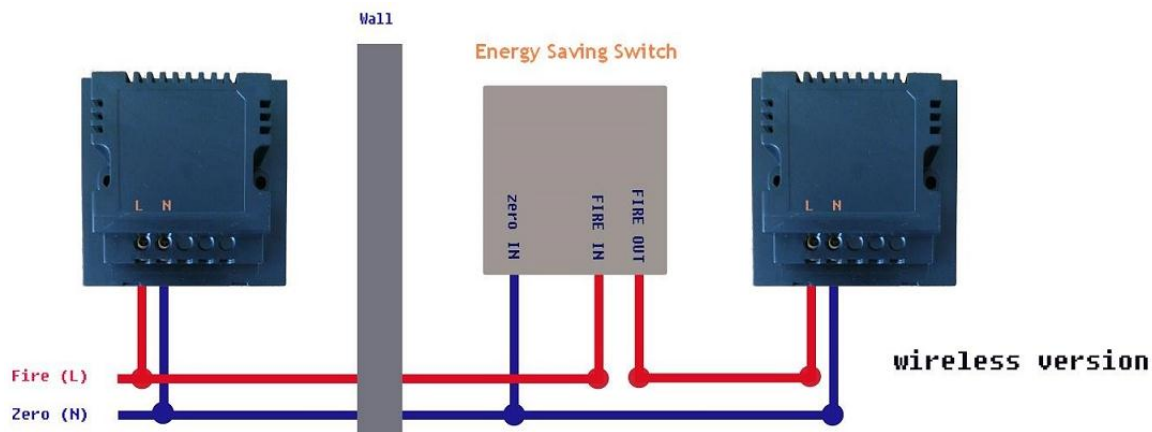 Wall
Energy Saving Switch
L N
zero IN
FIRE IN
FIRE OUT
L N
Fire (L)
wireless version
Zero (N)